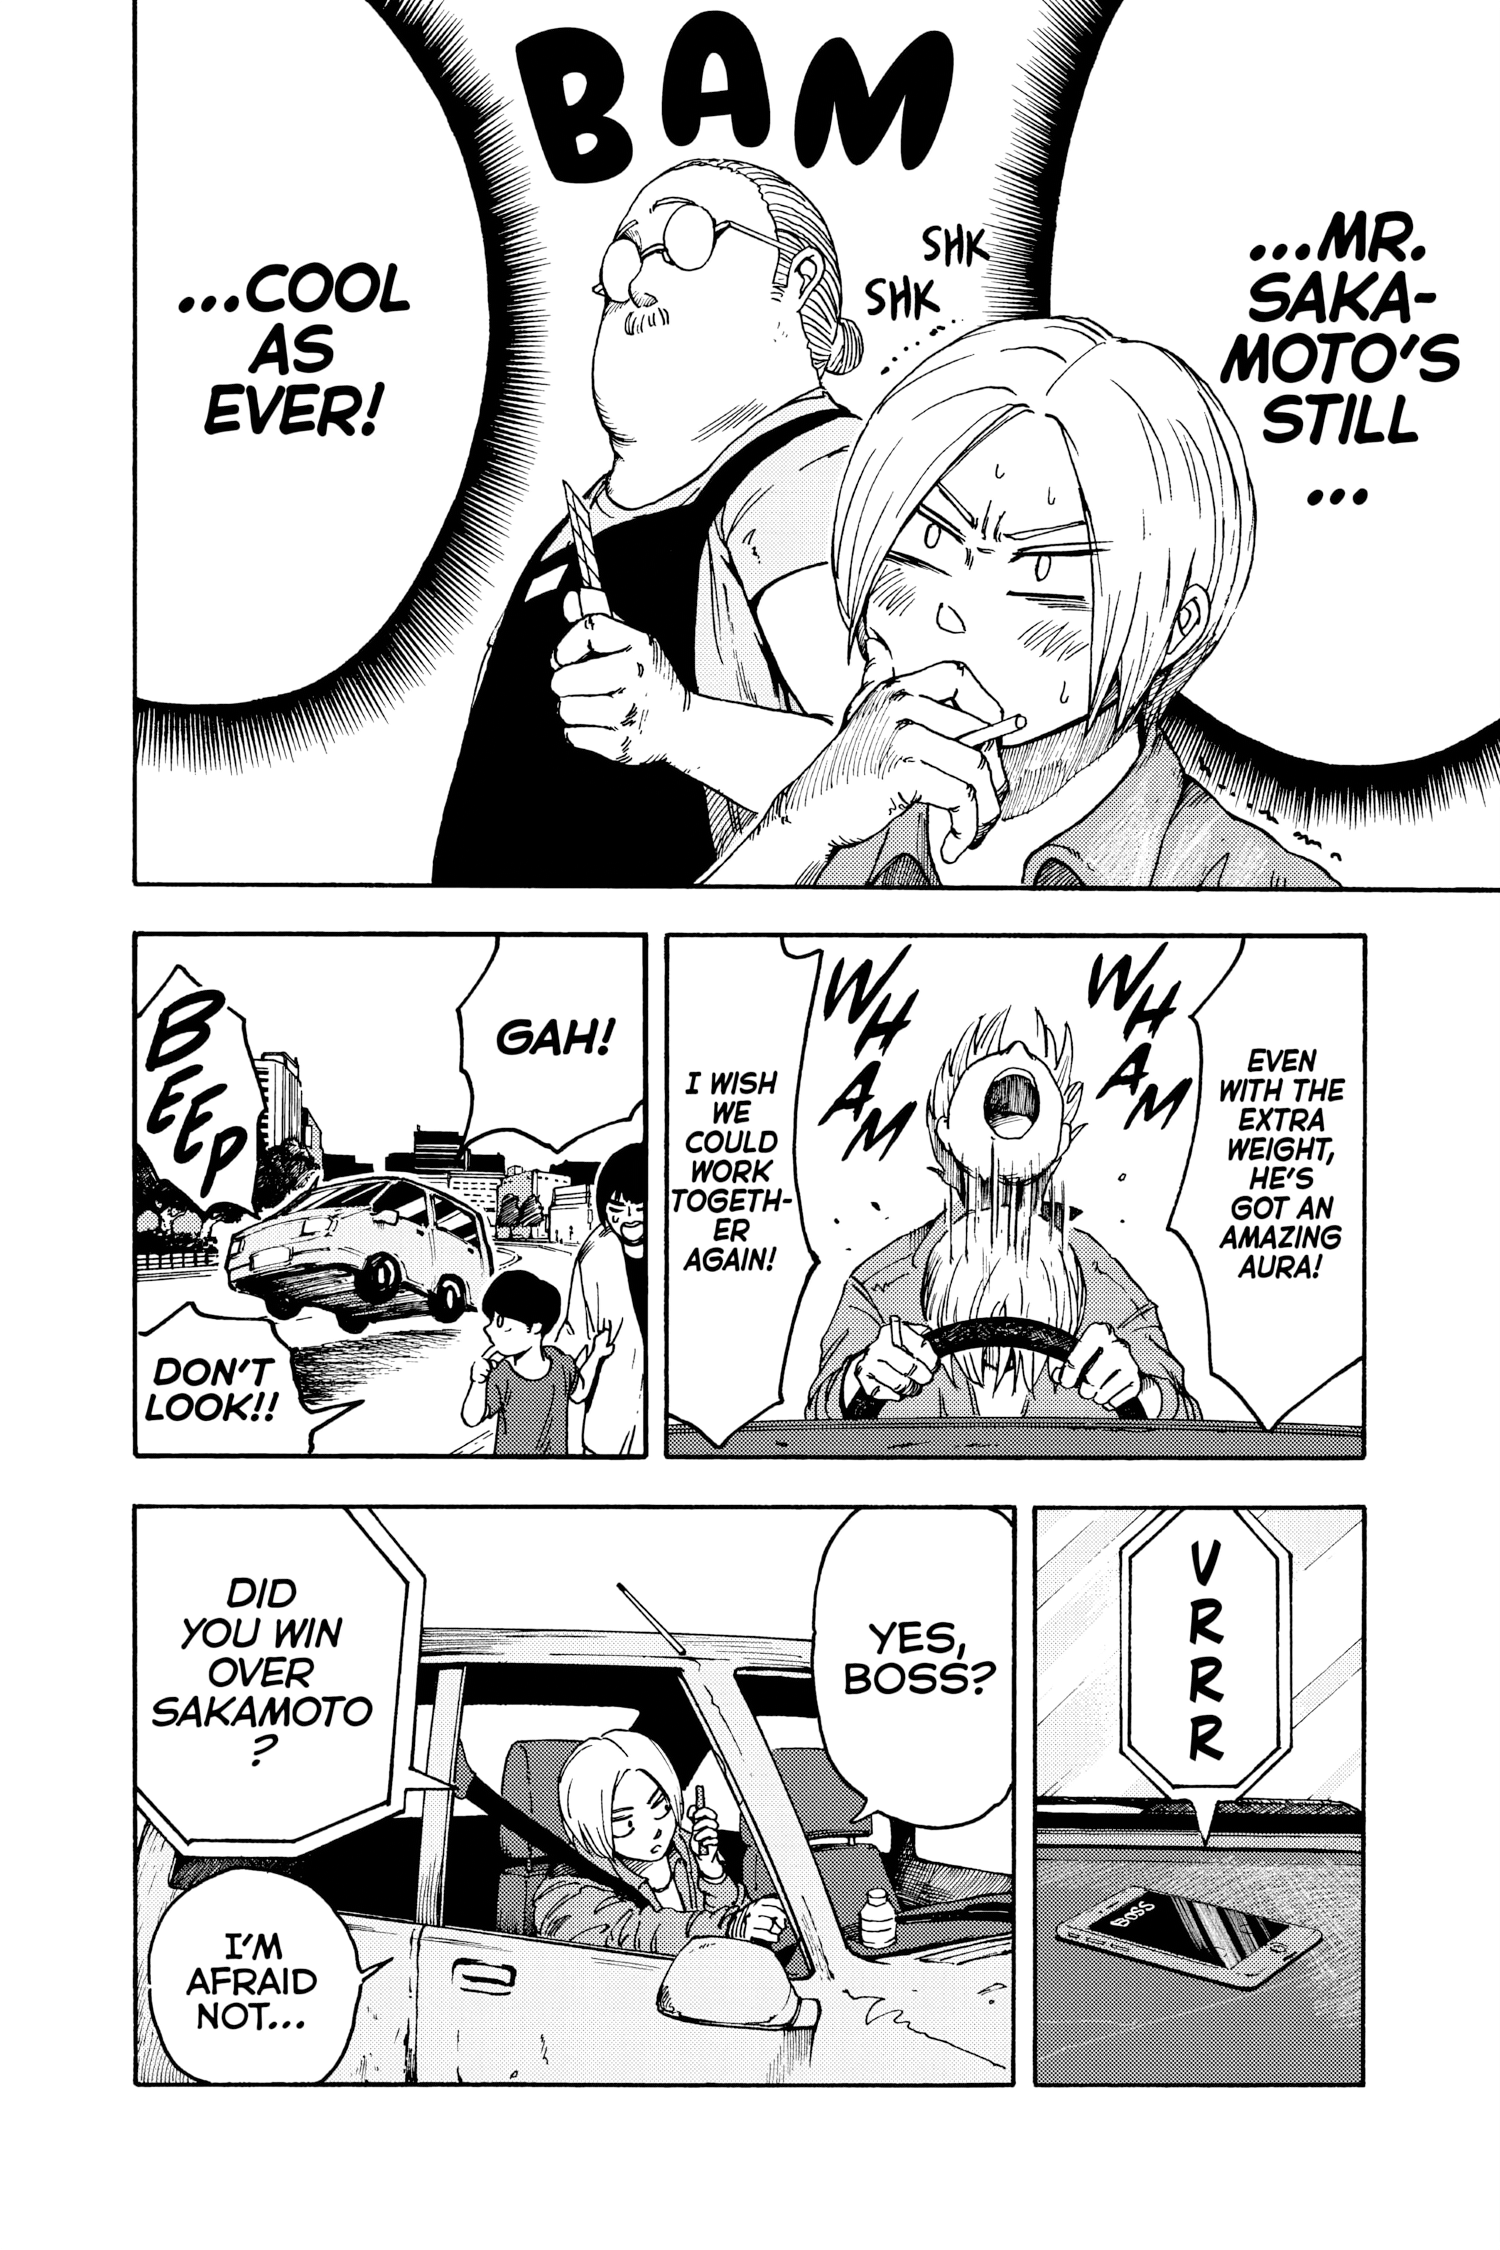 BAM
...MR.
SAKA-
MOTO'S
STILL
...
SHK
SHK
...COOL
AS
EVER!
EVEN
WITH THE
EXTRA
WEIGHT,
HE'S
GOT AN
AMAZING
AURA!
WHAM
WHAM
I WISH
WE
COULD
WORK
TOGETH-
ER
AGAIN!
GAH!
BEEP
DON'T
LOOK!!
VRRR
BOSS
YES,
BOSS?
DID
YOU WIN
OVER
SAKAMOTO
?
I'M
AFRAID
NOT...